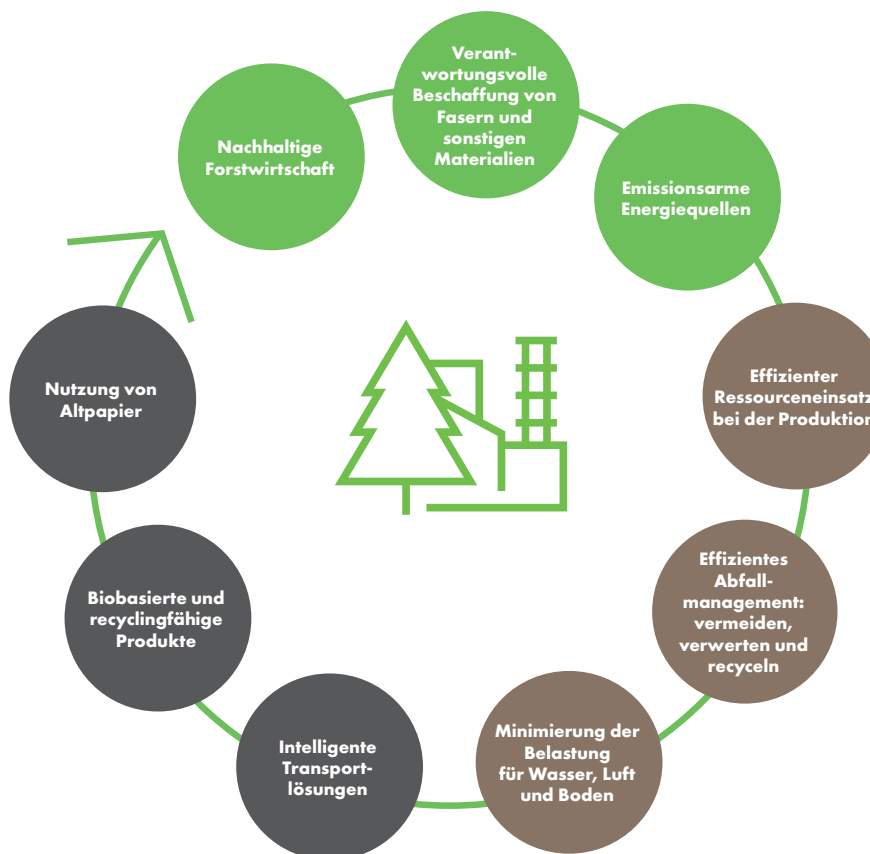 Verant-
wortungsvolle
Beschaffung von
Fasern und
sonstigen
Materialien
Nachhaltige
Forstwirtschaft
Emissionsarme
Energiequellen
Effizienter
Ressourceneinsatz
bei der Produktion
Effizientes
Abfall-
management:
vermeiden,
verwerten und
recyceln
Minimierung der
Belastung
für Wasser, Luft
und Boden
Intelligente
Transport-
lösungen
Biobasierte und
recyclingfähige
Produkte
Nutzung von
Altpapier